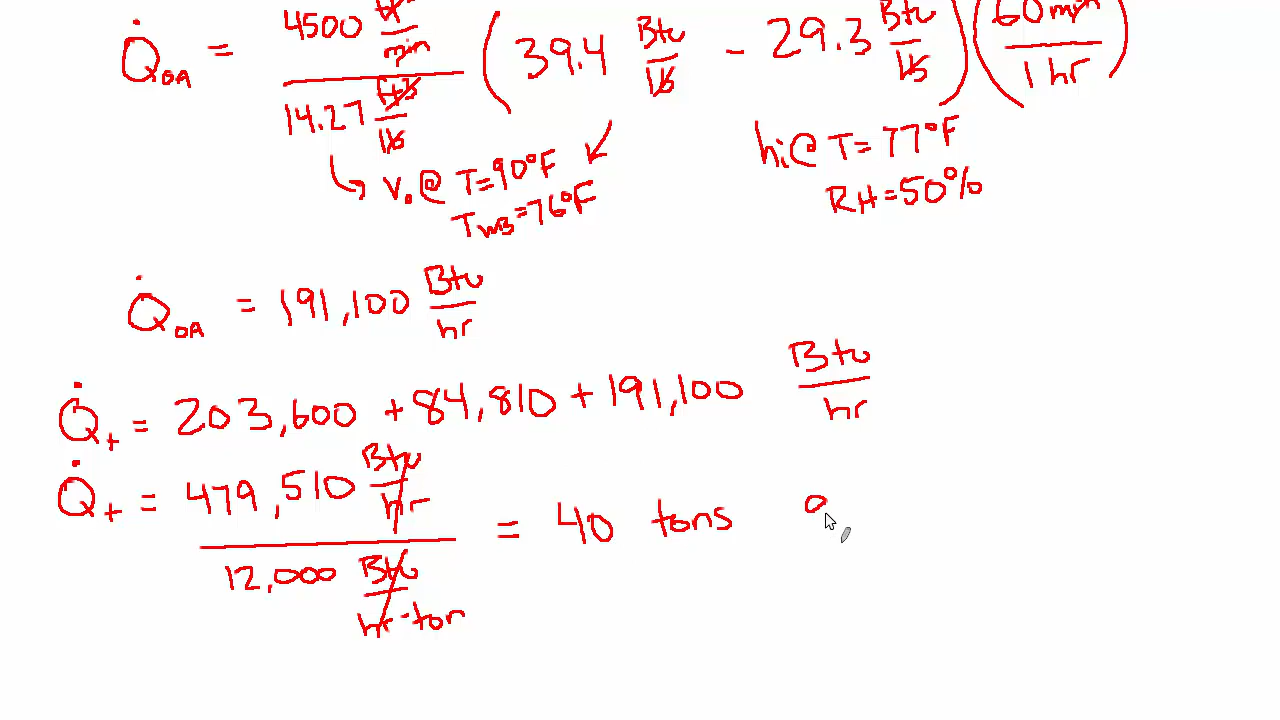 Q̇OA = 4500 ft³/min / 14.27 ft³/lb (39.4 Btu/lb - 29.3 Btu/lb) (60 min / 1 hr)
↳ v₀ @ T=90°F
TWB=76°F
hi @ T=77°F
RH=50%
Q̇OA = 191,100 Btu/hr
Q̇t = 203,600 + 84,810 + 191,100 Btu/hr
Q̇t = 479,510 Btu/hr / 12,000 Btu/hr·ton = 40 tons